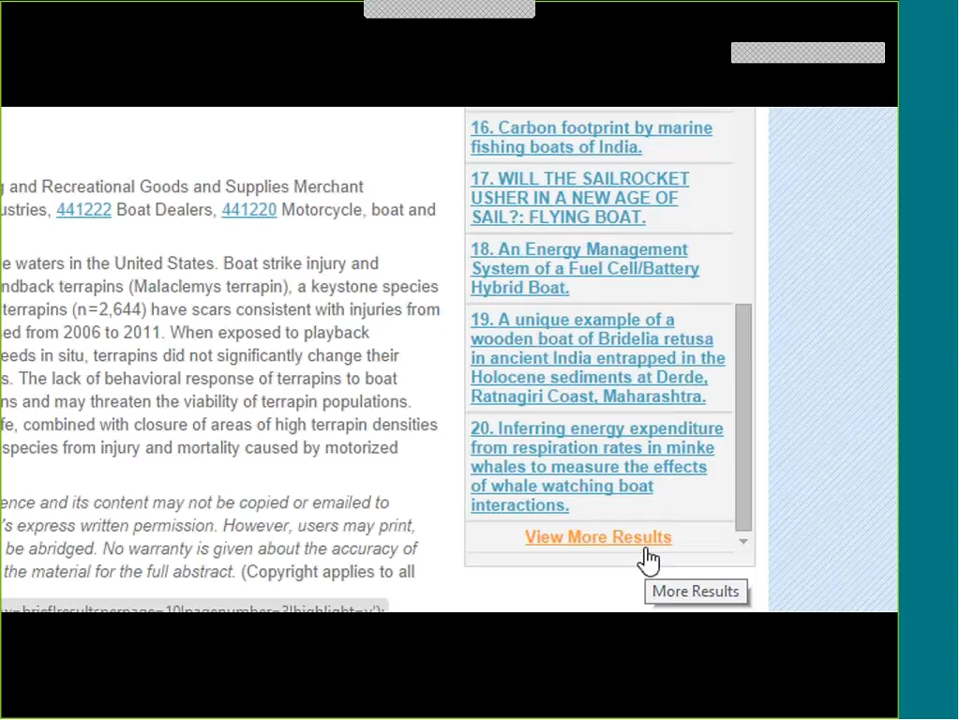 g and Recreational Goods and Supplies Merchant
ustries, 441222 Boat Dealers, 441220 Motorcycle, boat and
e waters in the United States. Boat strike injury and
ndback terrapins (Malaclemys terrapin), a keystone species
terrapins (n=2,644) have scars consistent with injuries from
sed from 2006 to 2011. When exposed to playback
eeds in situ, terrapins did not significantly change their
s. The lack of behavioral response of terrapins to boat
ns and may threaten the viability of terrapin populations.
fe, combined with closure of areas of high terrapin densities
species from injury and mortality caused by motorized
ence and its content may not be copied or emailed to
's express written permission. However, users may print,
be abridged. No warranty is given about the accuracy of
the material for the full abstract. (Copyright applies to all
w=brief|resultsperpage=10|pagenumber=3|highlight=y');
16. Carbon footprint by marine
fishing boats of India.
17. WILL THE SAILROCKET
USHER IN A NEW AGE OF
SAIL?: FLYING BOAT.
18. An Energy Management
System of a Fuel Cell/Battery
Hybrid Boat.
19. A unique example of a
wooden boat of Bridelia retusa
in ancient India entrapped in the
Holocene sediments at Derde,
Ratnagiri Coast, Maharashtra.
20. Inferring energy expenditure
from respiration rates in minke
whales to measure the effects
of whale watching boat
interactions.
View More Results
More Results